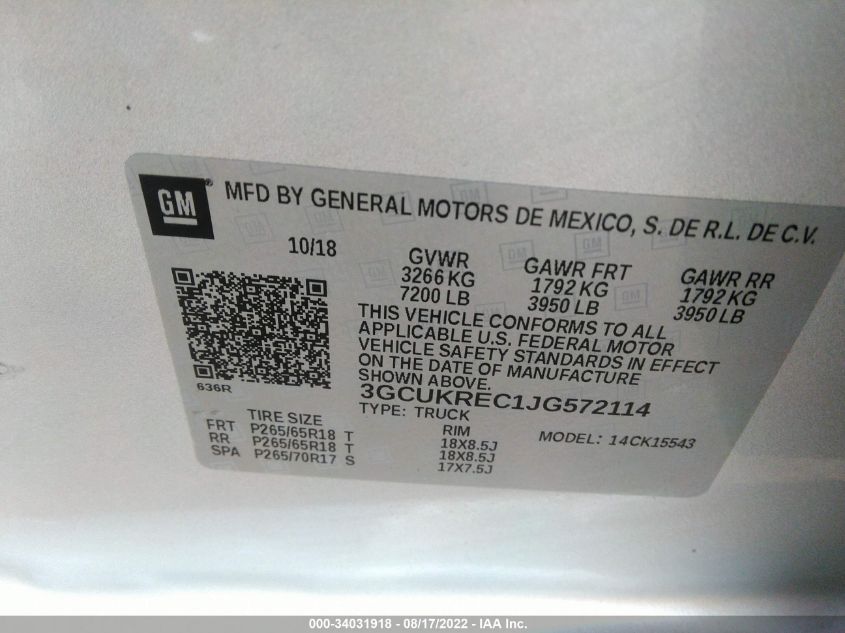 GM
MFD BY GENERAL MOTORS DE MEXICO, S. DE R.L. DE C.V.
10/18
GVWR
3266 KG
7200 LB
GAWR FRT
1792 KG
3950 LB
GAWR RR
1792 KG
3950 LB
THIS VEHICLE CONFORMS TO ALL
APPLICABLE U.S. FEDERAL MOTOR
VEHICLE SAFETY STANDARDS IN EFFECT
ON THE DATE OF MANUFACTURE
SHOWN ABOVE.
636R
3GCUKREC1JG572114
TYPE: TRUCK
MODEL: 14CK15543
TIRE SIZE
RIM
FRT P265/65R18 T 18X8.5J
RR P265/65R18 T 18X8.5J
SPA P265/70R17 S 17X7.5J
000-34031918 - 08/17/2022 - IAA Inc.